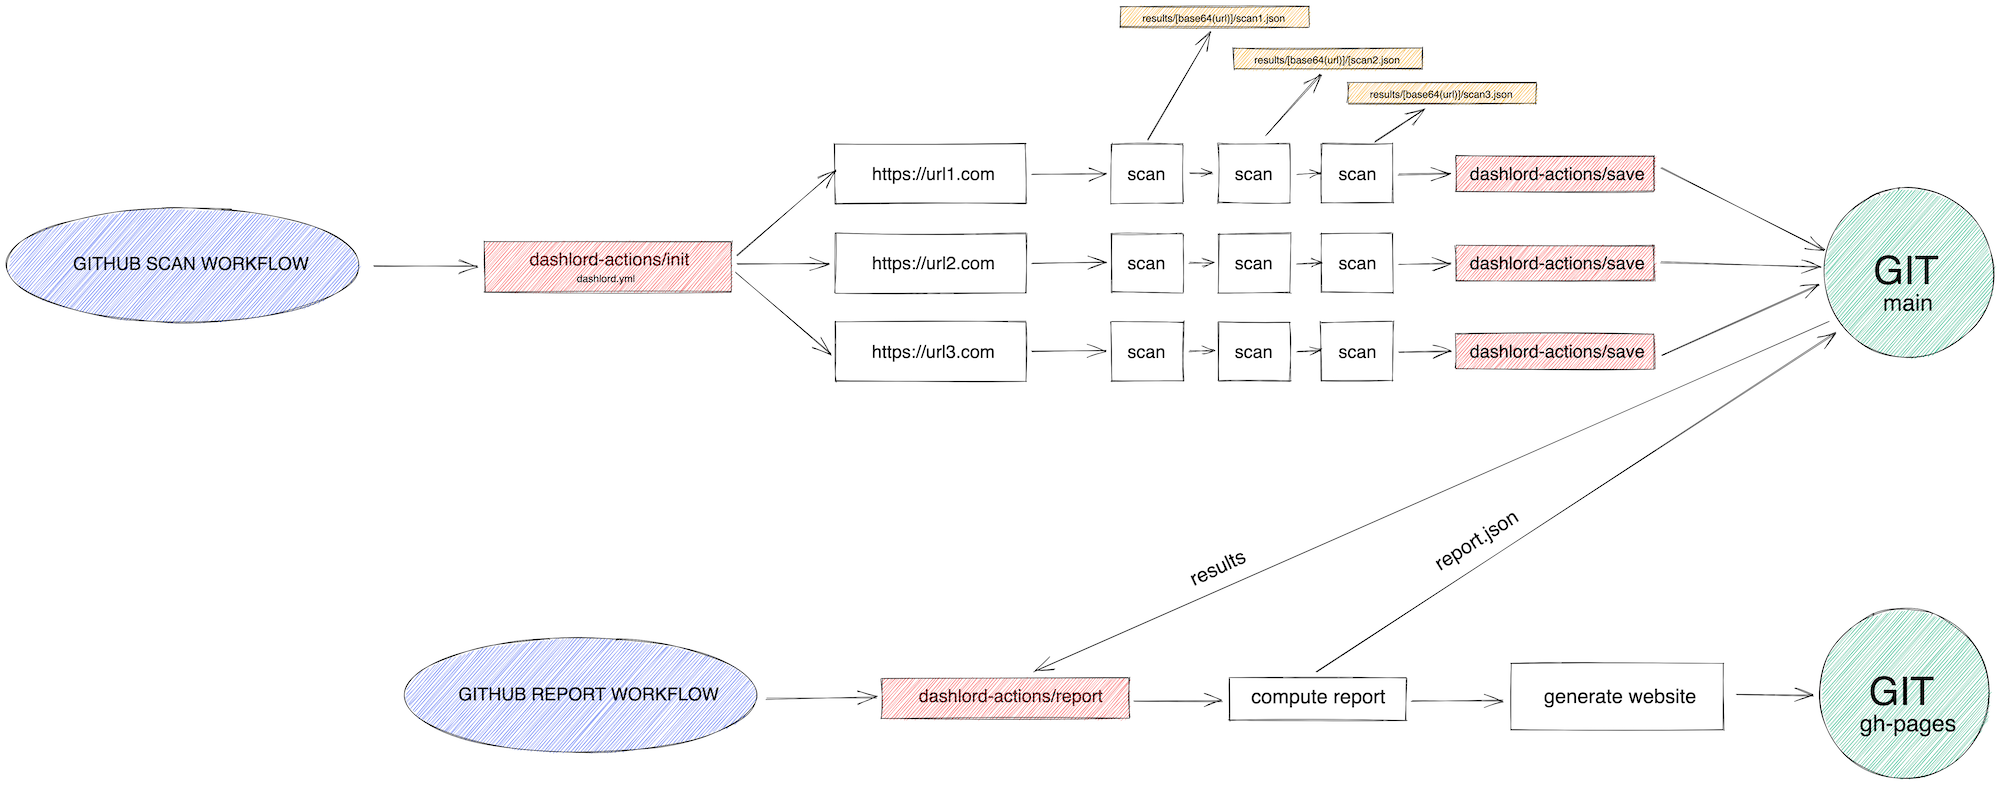 results/[base64(url)]/scan1.json
results/[base64(url)]/[scan2.json
results/[base64(url)]/scan3.json
https://url1.com
scan
scan
scan
dashlord-actions/save
GITHUB SCAN WORKFLOW
dashlord-actions/init
dashlord.yml
https://url2.com
scan
scan
scan
dashlord-actions/save
GIT
main
https://url3.com
scan
scan
scan
dashlord-actions/save
results
report.json
GITHUB REPORT WORKFLOW
dashlord-actions/report
compute report
generate website
GIT
gh-pages